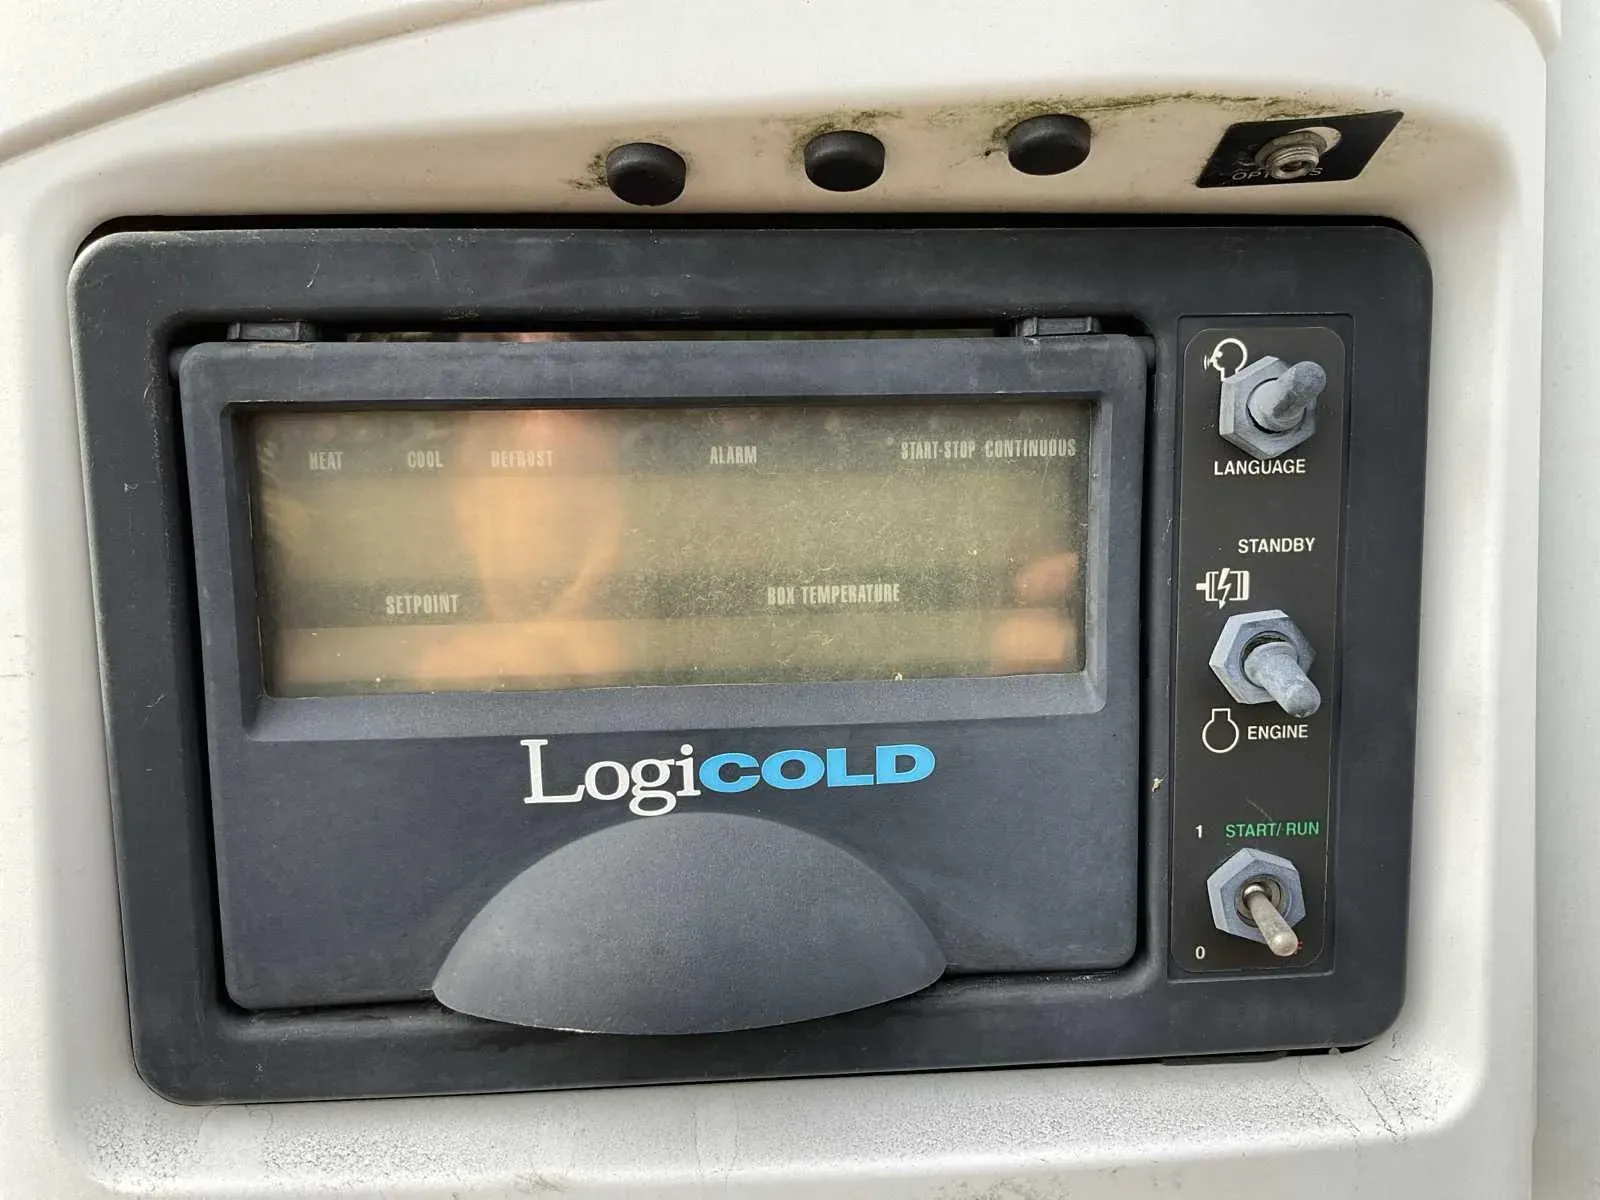 HEAT COOL DEFROST ALARM START-STOP CONTINUOUS
SETPOINT BOX TEMPERATURE
LogiCOLD
LANGUAGE
STANDBY
ENGINE
1 START/RUN
0